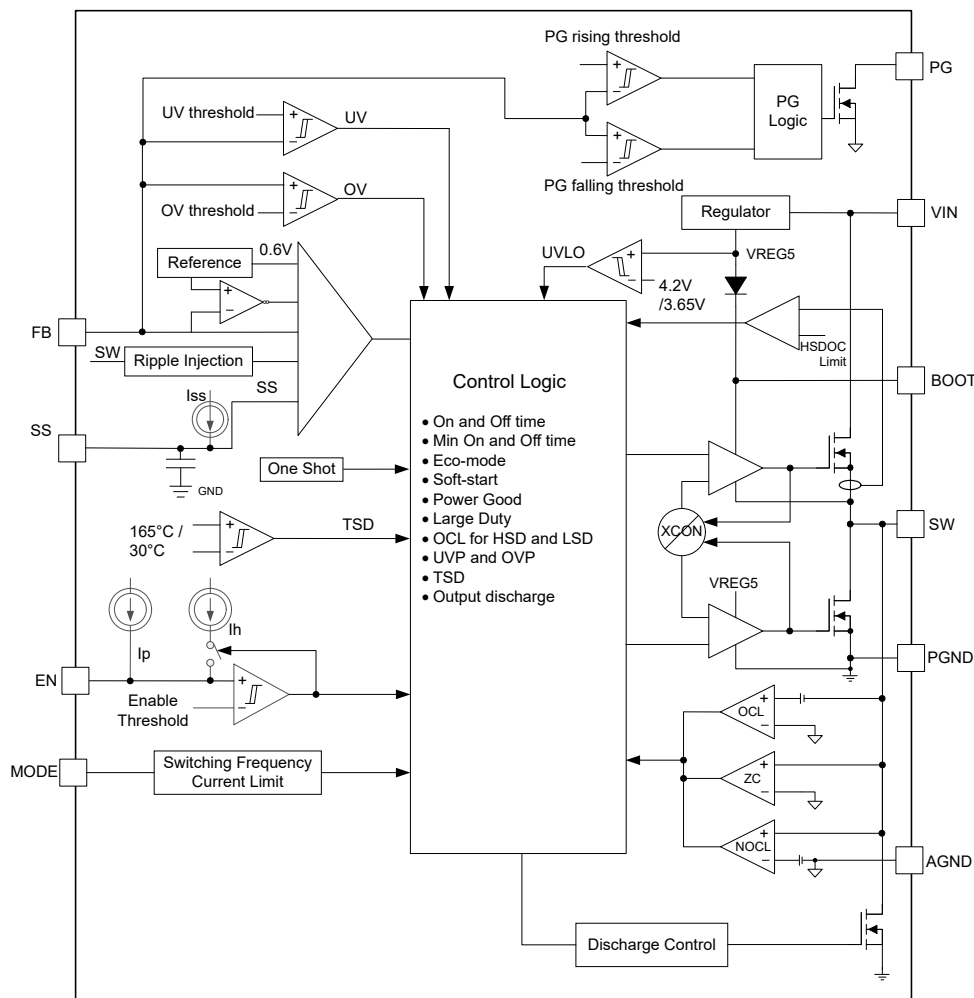 PG rising threshold
PG
PG
Logic
UV threshold
UV
PG falling threshold
OV
OV threshold
Regulator
VIN
0.6V
Reference
UVLO
VREG5
4.2V
/3.65V
FB
SW
Ripple Injection
HSDOC
Limit
Control Logic
BOOT
Iss
SS
SS
• On and Off time
• Min On and Off time
• Eco-mode
• Soft-start
• Power Good
• Large Duty
• OCL for HSD and LSD
• UVP and OVP
• TSD
• Output discharge
One Shot
GND
165°C /
30°C
TSD
XCON
SW
VREG5
Ip
Ih
EN
PGND
Enable
Threshold
OCL
MODE
Switching Frequency
Current Limit
ZC
NOCL
AGND
Discharge Control